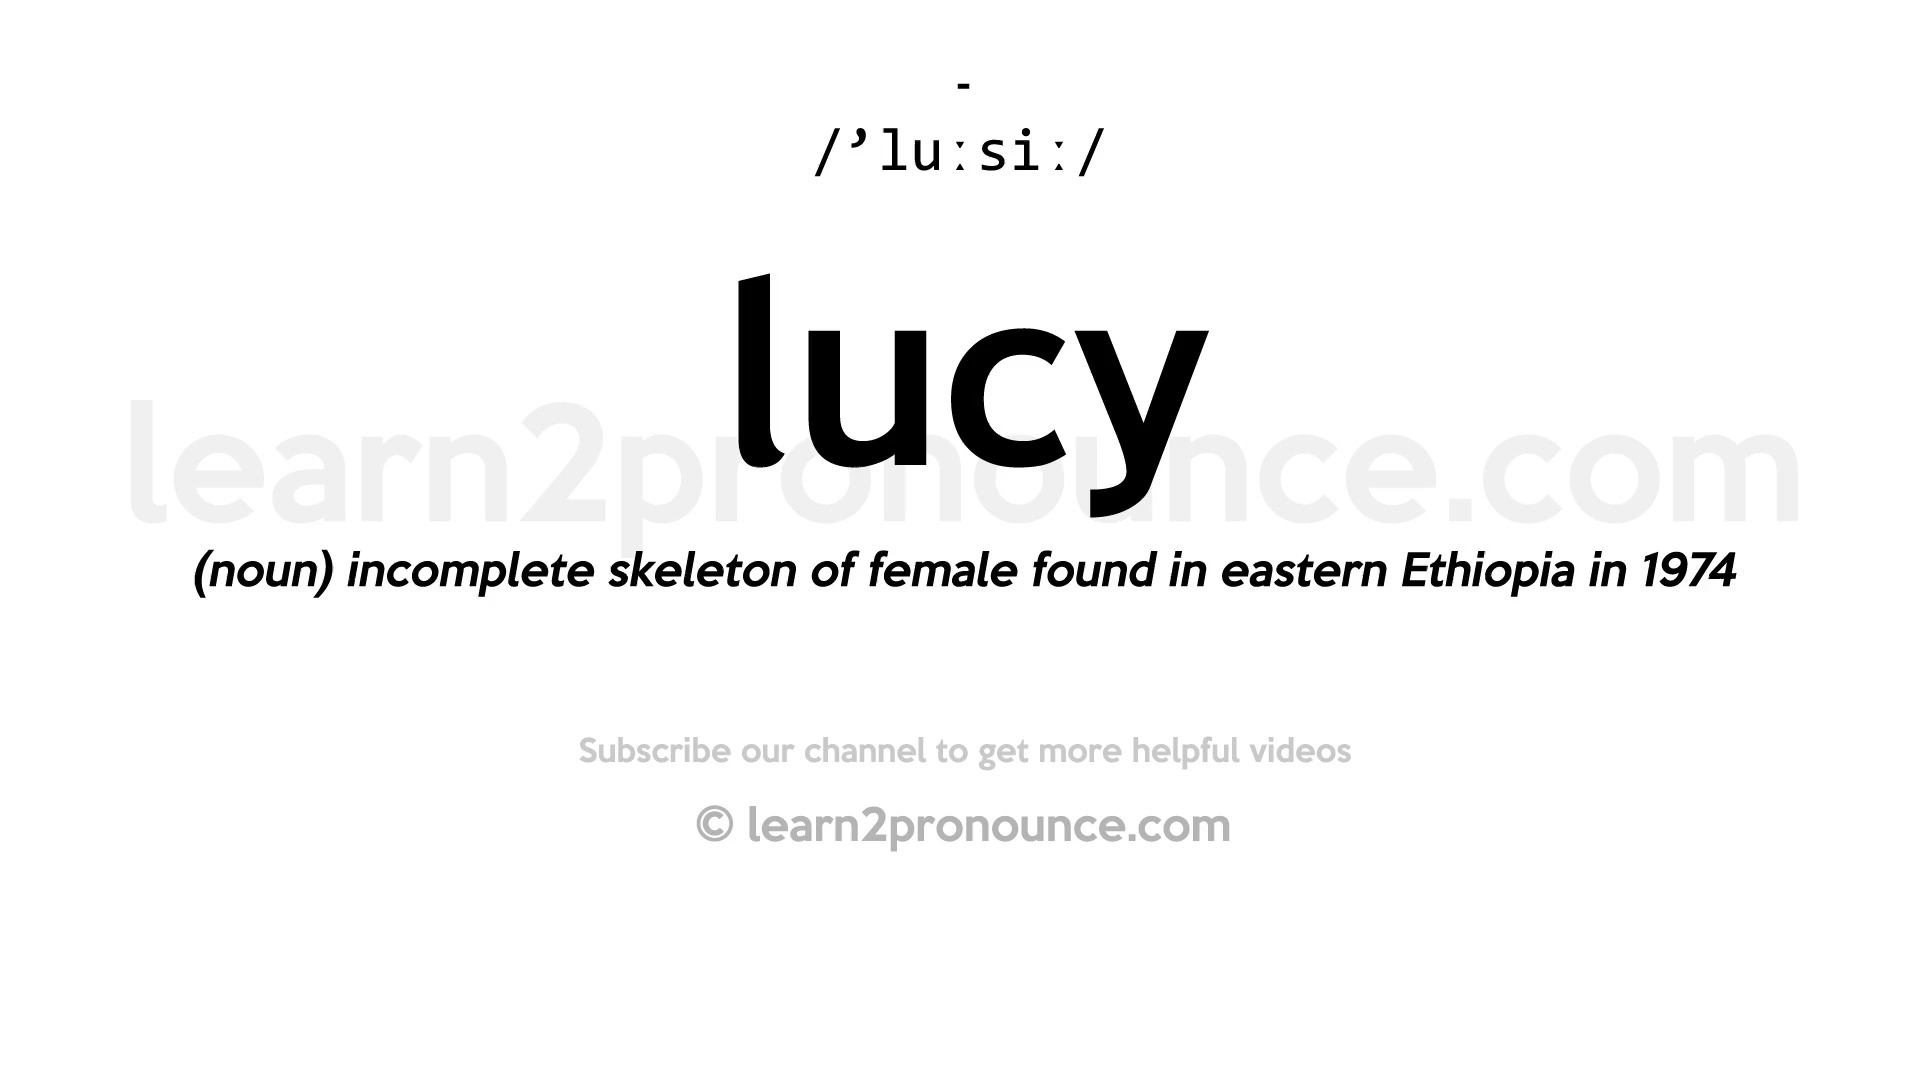 -
/’luːsiː/
lucy
learn2pronounce.com
(noun) incomplete skeleton of female found in eastern Ethiopia in 1974
Subscribe our channel to get more helpful videos
© learn2pronounce.com